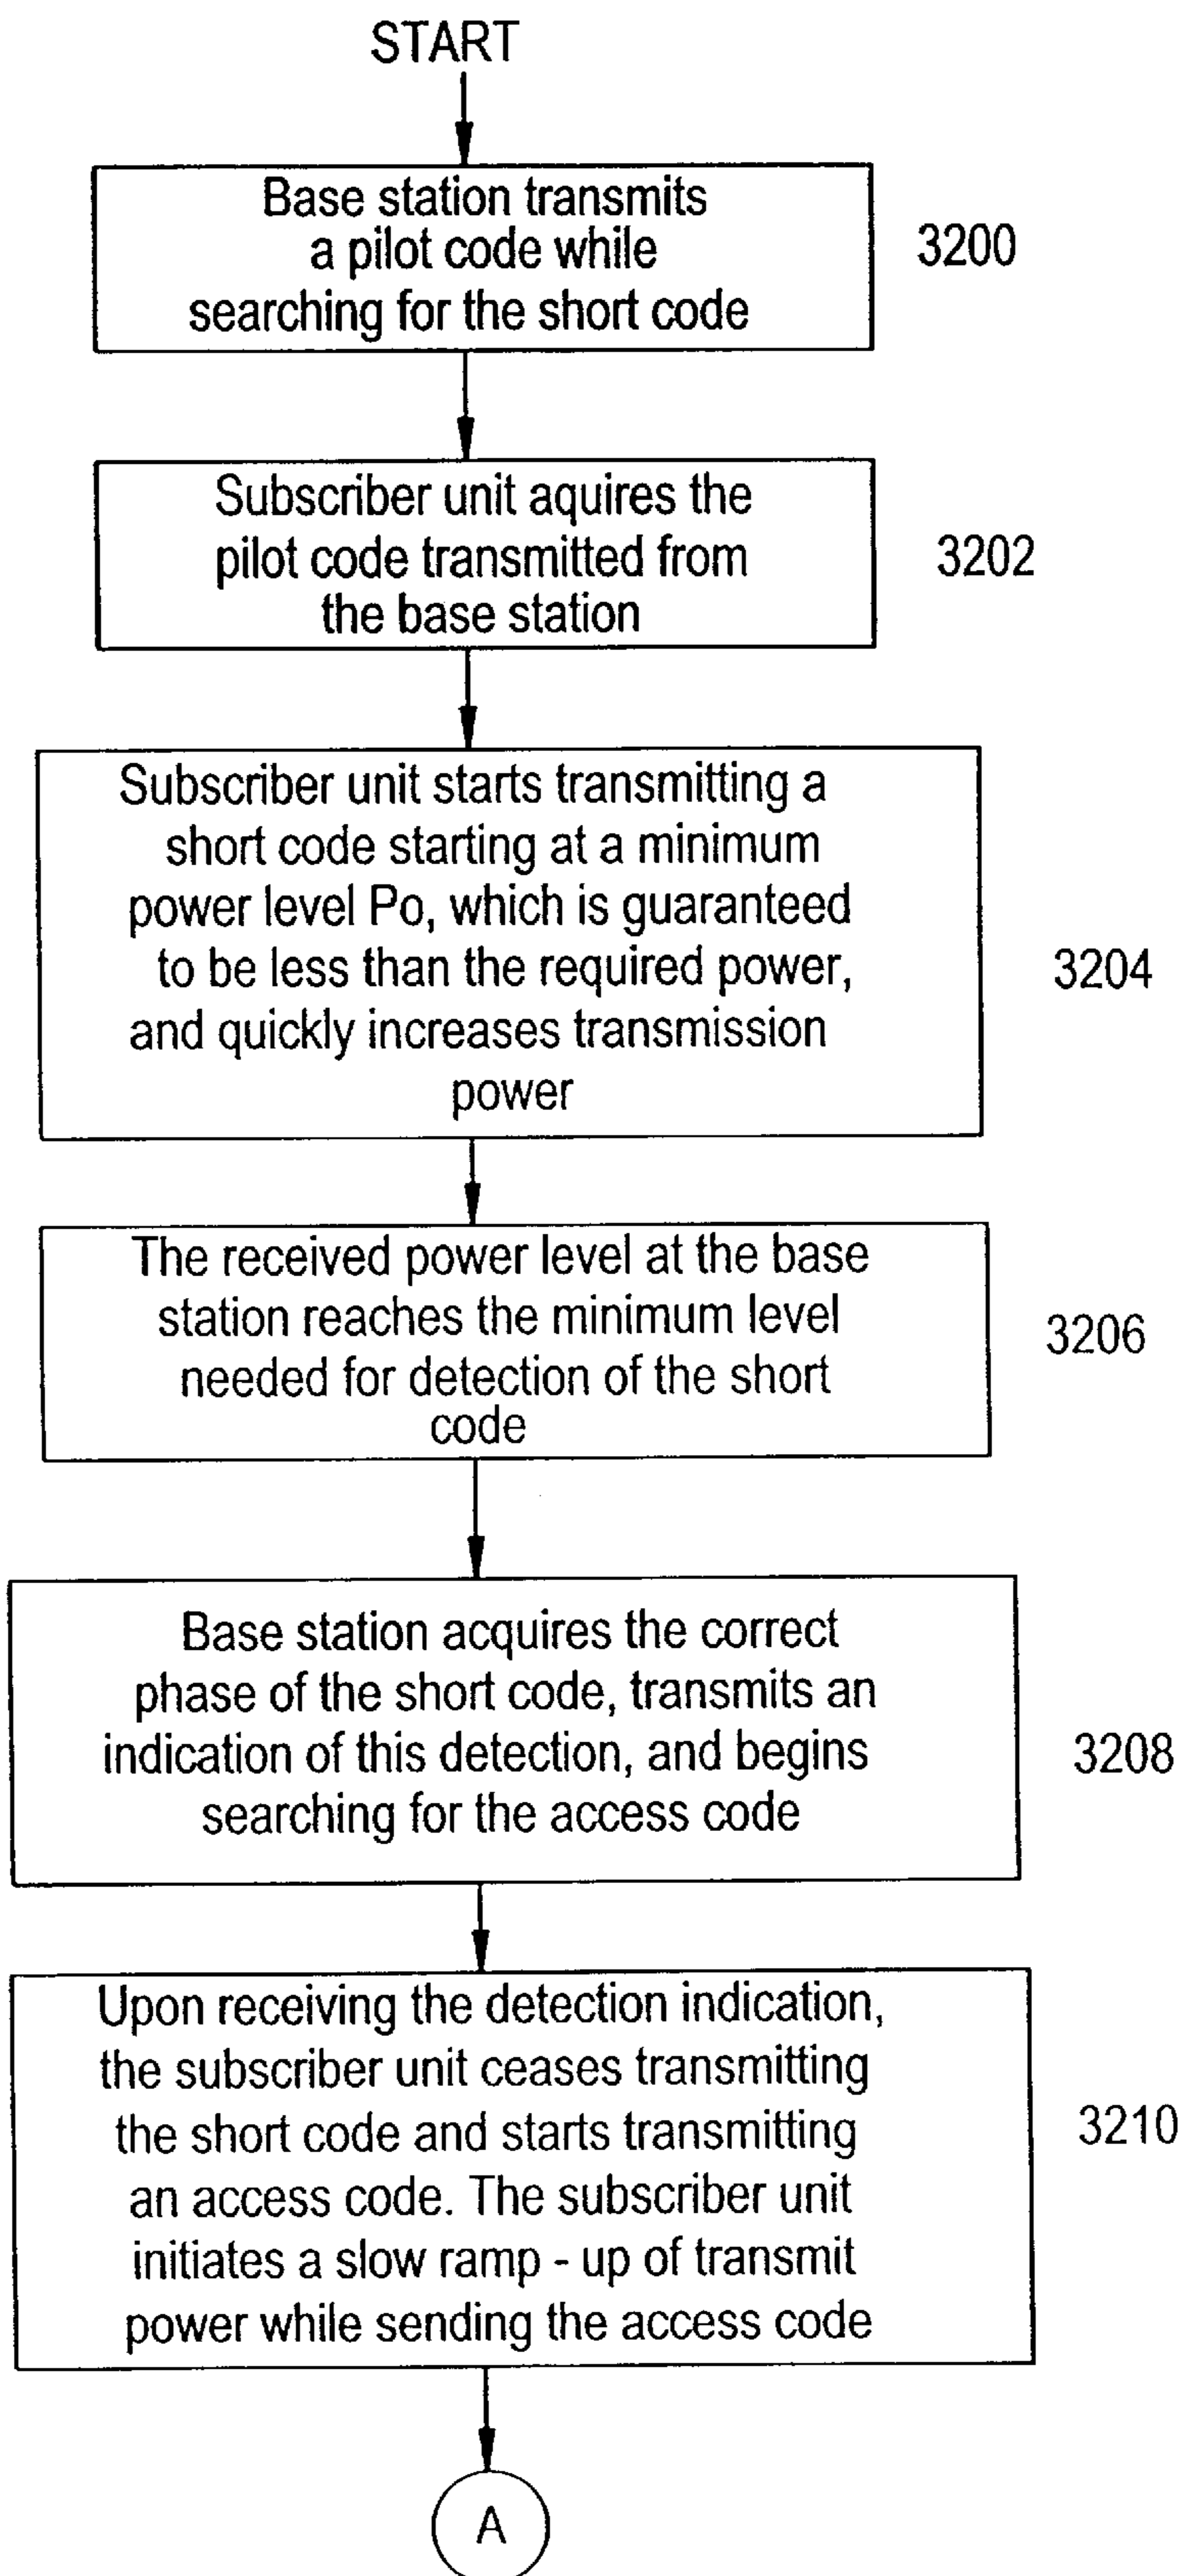 START
Base station transmits
a pilot code while
searching for the short code
3200
Subscriber unit aquires the
pilot code transmitted from
the base station
3202
Subscriber unit starts transmitting a
short code starting at a minimum
power level Po, which is guaranteed
to be less than the required power,
and quickly increases transmission
power
3204
The received power level at the base
station reaches the minimum level
needed for detection of the short
code
3206
Base station acquires the correct
phase of the short code, transmits an
indication of this detection, and begins
searching for the access code
3208
Upon receiving the detection indication,
the subscriber unit ceases transmitting
the short code and starts transmitting
an access code. The subscriber unit
initiates a slow ramp - up of transmit
power while sending the access code
3210
A